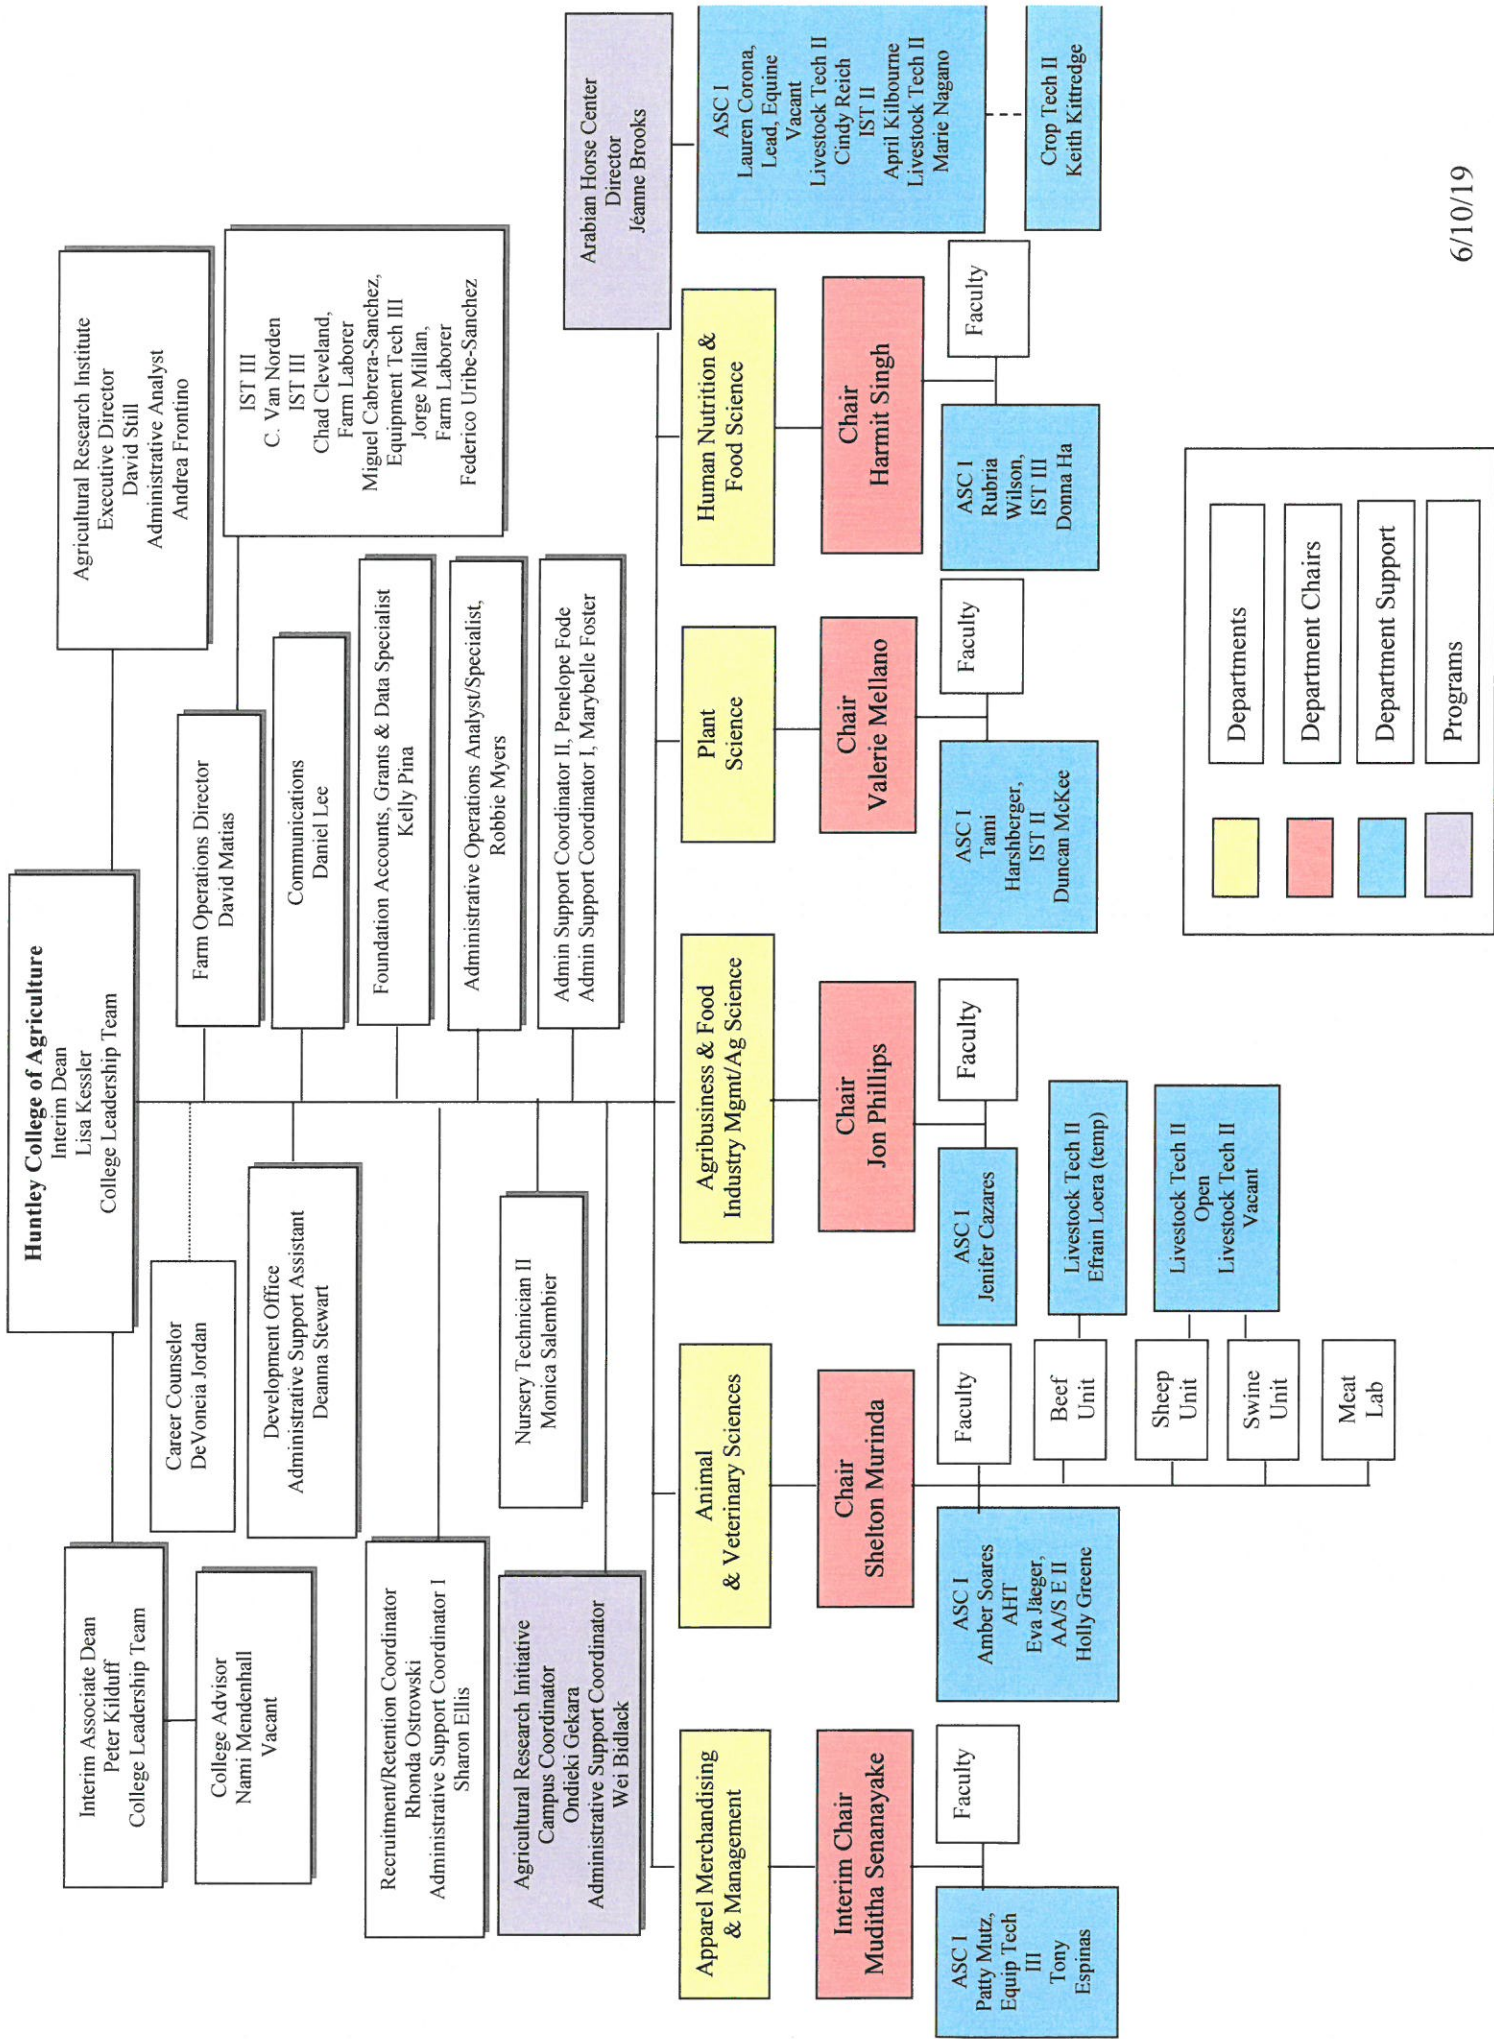 Huntley College of Agriculture
Interim Dean
Lisa Kessler
College Leadership Team
Interim Associate Dean
Peter Kilduff
College Leadership Team
College Advisor
Nami Mendenhall
Vacant
Agricultural Research Institute
Executive Director
David Still
Administrative Analyst
Andrea Frontino
Career Counselor
DeVoneia Jordan
Farm Operations Director
David Matias
IST III
C. Van Norden
IST III
Chad Cleveland,
Farm Laborer
Miguel Cabrera-Sanchez,
Equipment Tech III
Jorge Millan,
Farm Laborer
Federico Uribe-Sanchez
Development Office
Administrative Support Assistant
Deanna Stewart
Communications
Daniel Lee
Recruitment/Retention Coordinator
Rhonda Ostrowski
Administrative Support Coordinator I
Sharon Ellis
Foundation Accounts, Grants & Data Specialist
Kelly Pina
Administrative Operations Analyst/Specialist,
Robbie Myers
Nursery Technician II
Monica Salembier
Agricultural Research Initiative
Campus Coordinator
Ondieki Gekara
Administrative Support Coordinator
Wei Bidlack
Admin Support Coordinator II, Penelope Fode
Admin Support Coordinator I, Marybelle Foster
Arabian Horse Center
Director
Jeanne Brooks
Apparel Merchandising
& Management
Animal
& Veterinary Sciences
Agribusiness & Food
Industry Mgmt/Ag Science
Plant
Science
Human Nutrition &
Food Science
ASC I
Lauren Corona,
Lead, Equine
Vacant
Livestock Tech II
Cindy Reich
IST II
April Kilbourne
Livestock Tech II
Marie Nagano
Interim Chair
Muditha Senanayake
Chair
Shelton Murinda
Chair
Jon Phillips
Chair
Valerie Mellano
Chair
Harmit Singh
ASC I
Patty Mutz,
Equip Tech
III
Tony
Espinas
Faculty
ASC I
Amber Soares
AHT
Eva Jaeger,
AA/S E II
Holly Greene
Faculty
ASC I
Jenifer Cazares
Faculty
ASC I
Tami
Harshberger,
IST II
Duncan McKee
Faculty
ASC I
Rubria
Wilson,
IST III
Donna Ha
Faculty
Crop Tech II
Keith Kittredge
Beef
Unit
Livestock Tech II
Efrain Loera (temp)
Sheep
Unit
Livestock Tech II
Open
Livestock Tech II
Vacant
Swine
Unit
Meat
Lab
Departments
Department Chairs
Department Support
Programs
6/10/19